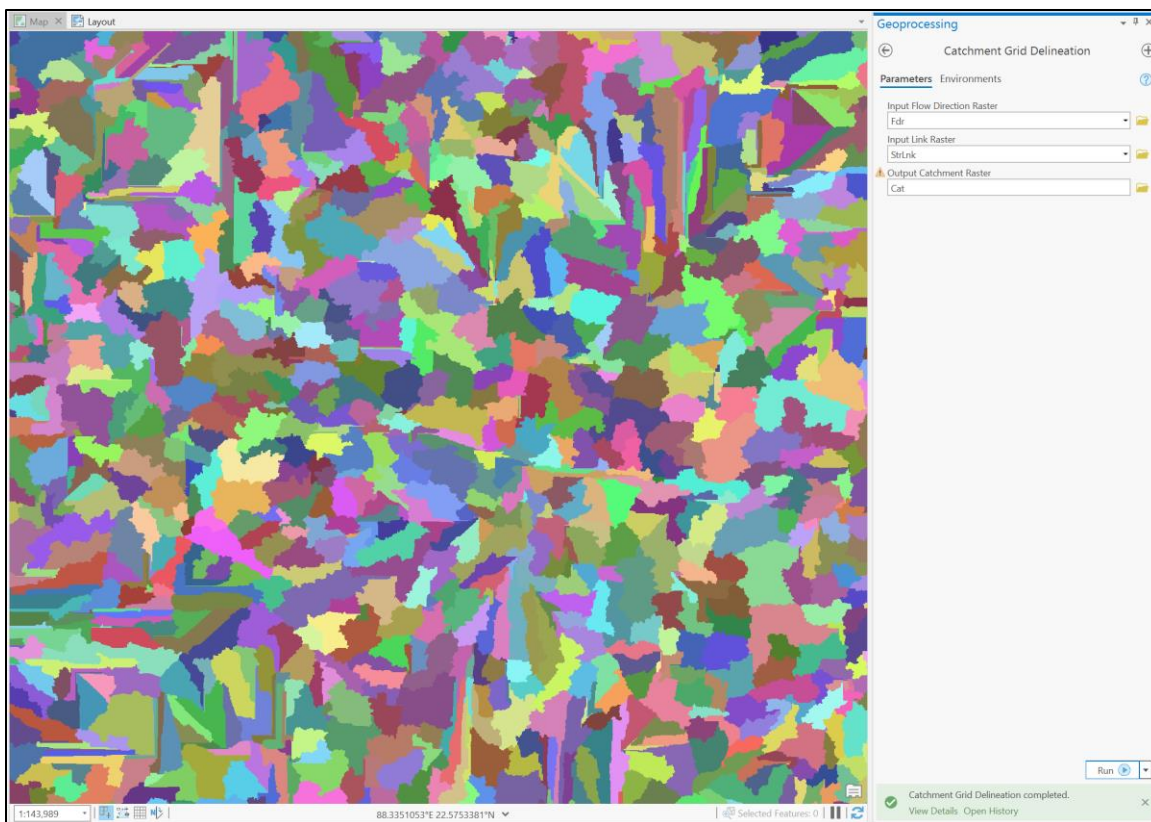 Map
Layout
Geoprocessing
Catchment Grid Delineation
Parameters Environments
Input Flow Direction Raster
Fdr
Input Link Raster
StrLnk
Output Catchment Raster
Cat
Run
Catchment Grid Delineation completed.
View Details Open History
1:143,989
88.3351053°E 22.5753381°N
Selected Features: 0